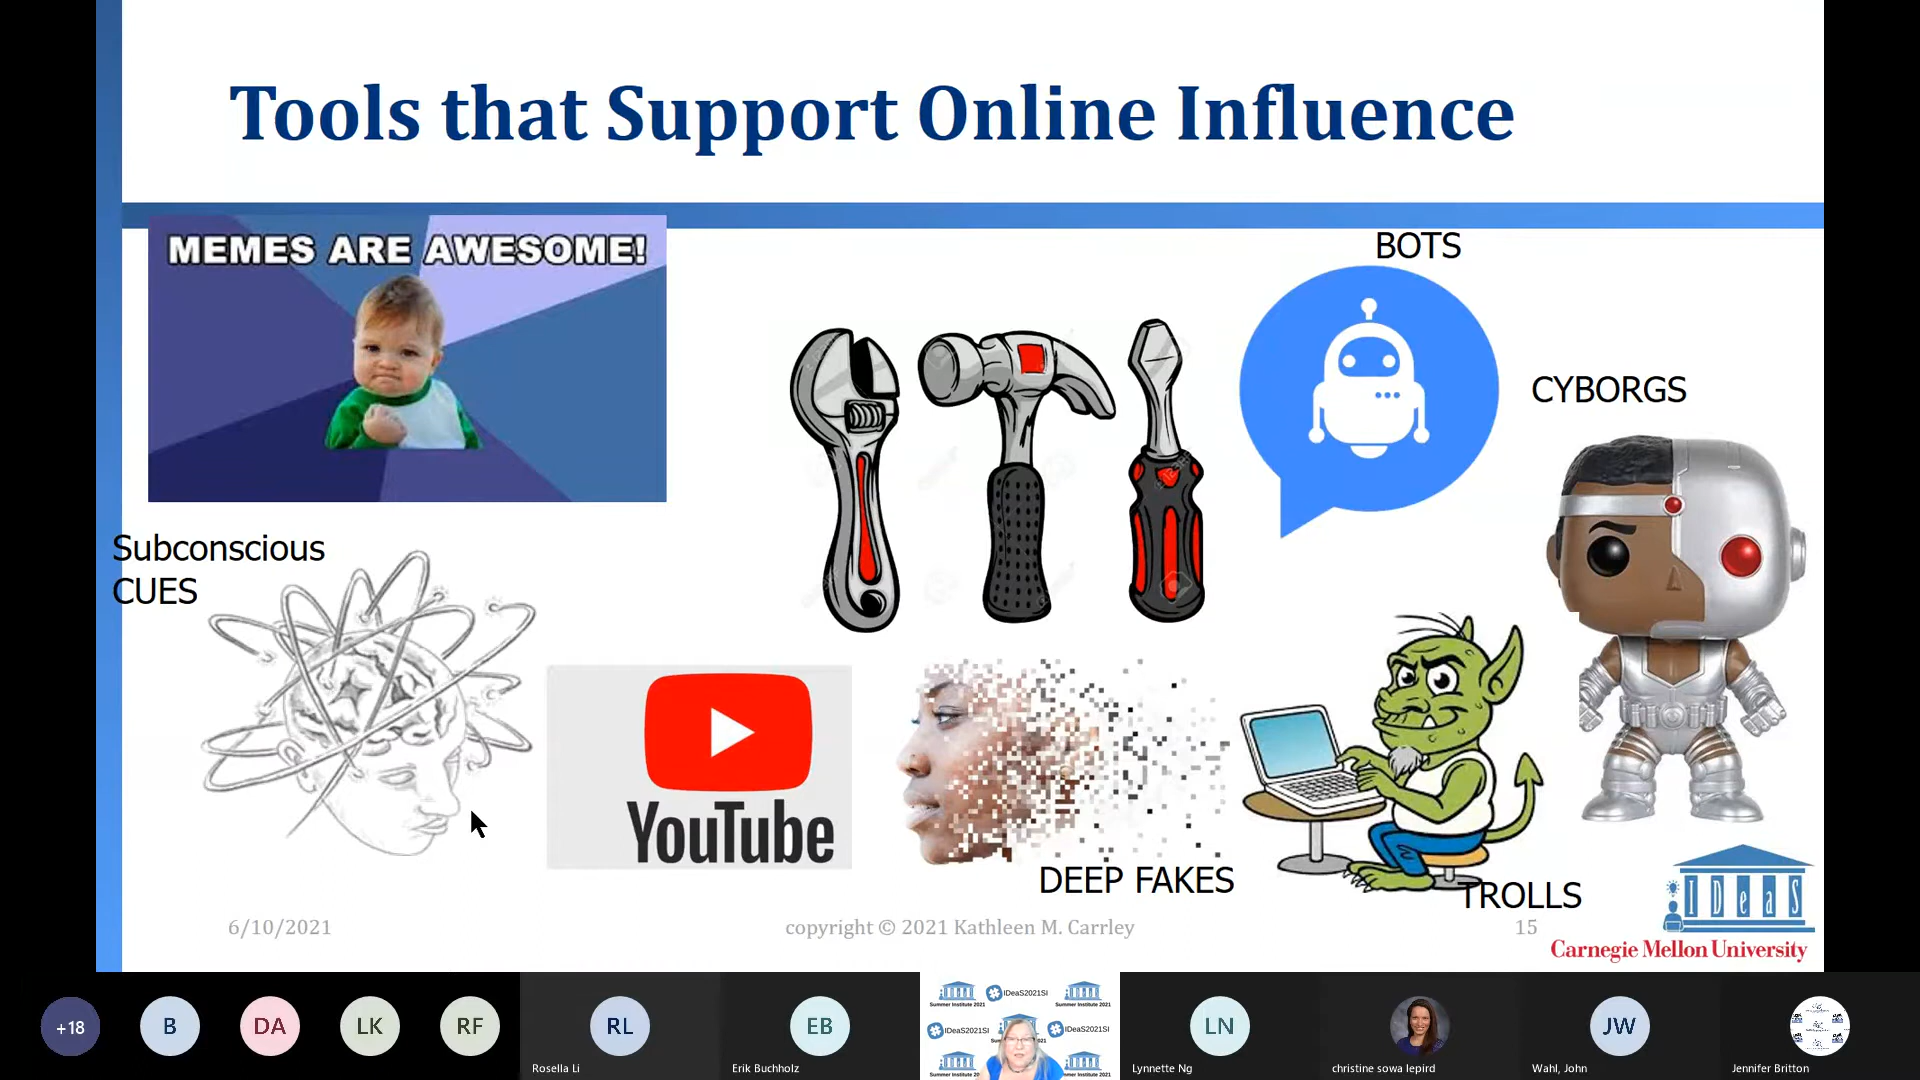 Tools that Support Online Influence
MEMES ARE AWESOME!
BOTS
CYBORGS
Subconscious
CUES
YouTube
DEEP FAKES
TROLLS
IDeaS
Carnegie Mellon University
6/10/2021
copyright © 2021 Kathleen M. Carrley
15
+18
B
DA
LK
RF
RL
Rosella Li
EB
Erik Buchholz
Summer Institute 2021
#IDeaS2021SI
Summer Institute 2021
#IDeaS2021SI
#IDeaS2021SI
LN
Lynnette Ng
christine sowa lepird
JW
Wahl, John
Jennifer Britton